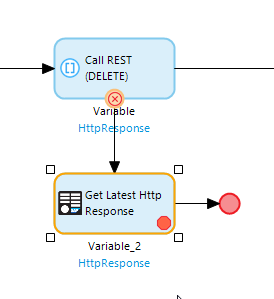 Call REST
(DELETE)
Variable
HttpResponse
Get Latest Http
Response
Variable_2
HttpResponse